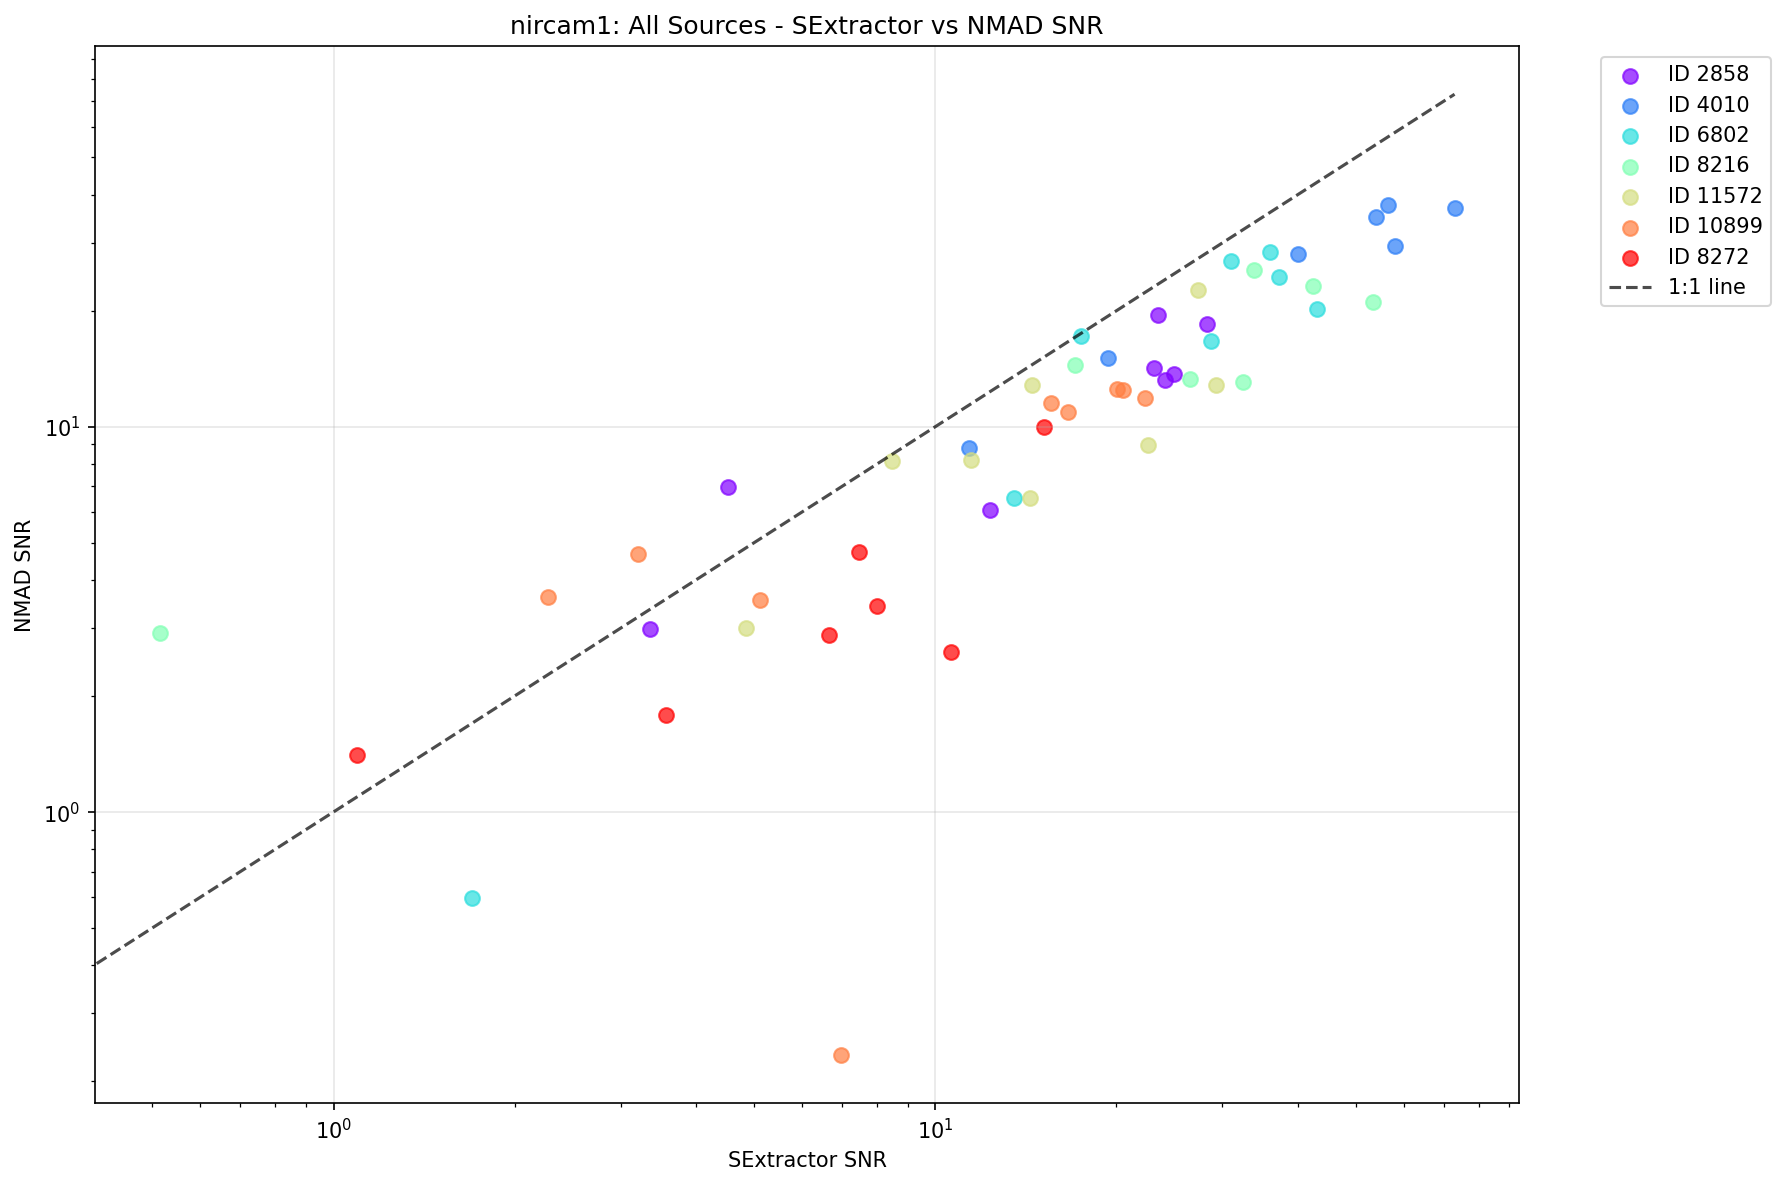 nircam1: All Sources - SExtractor vs NMAD SNR
ID 2858
ID 4010
ID 6802
ID 8216
ID 11572
ID 10899
ID 8272
1:1 line
NMAD SNR
10¹
10⁰
10⁰
10¹
SExtractor SNR